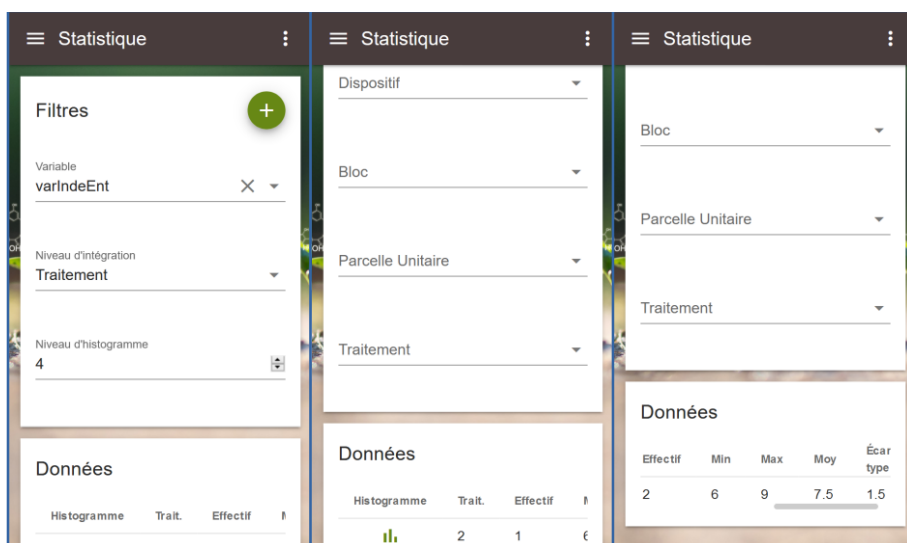 Statistique
Filtres
+
Variable
varIndeEnt
Niveau d'intégration
Traitement
Niveau d'histogramme
4
Données
Histogramme Trait. Effectif
Statistique
Dispositif
Bloc
Parcelle Unitaire
Traitement
Données
Histogramme Trait. Effectif
2 1 6
Statistique
Bloc
Parcelle Unitaire
Traitement
Données
Effectif Min Max Moy Écar
type
2 6 9 7.5 1.5